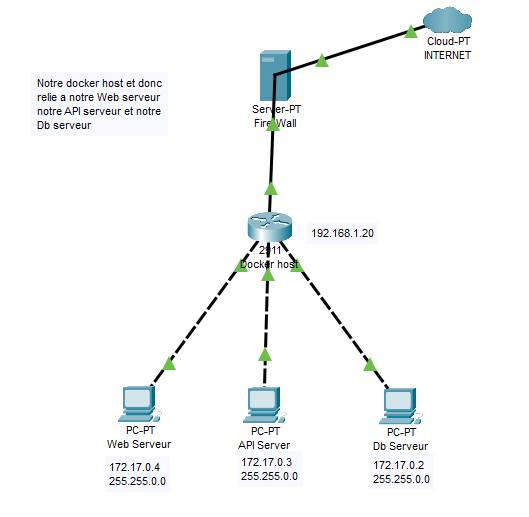 Cloud-PT
INTERNET
Notre docker host et donc
relie a notre Web serveur
notre API serveur et notre
Db serveur
Server-PT
FireWall
192.168.1.20
2911
Docker host
PC-PT
Web Serveur
172.17.0.4
255.255.0.0
PC-PT
API Server
172.17.0.3
255.255.0.0
PC-PT
Db Serveur
172.17.0.2
255.255.0.0